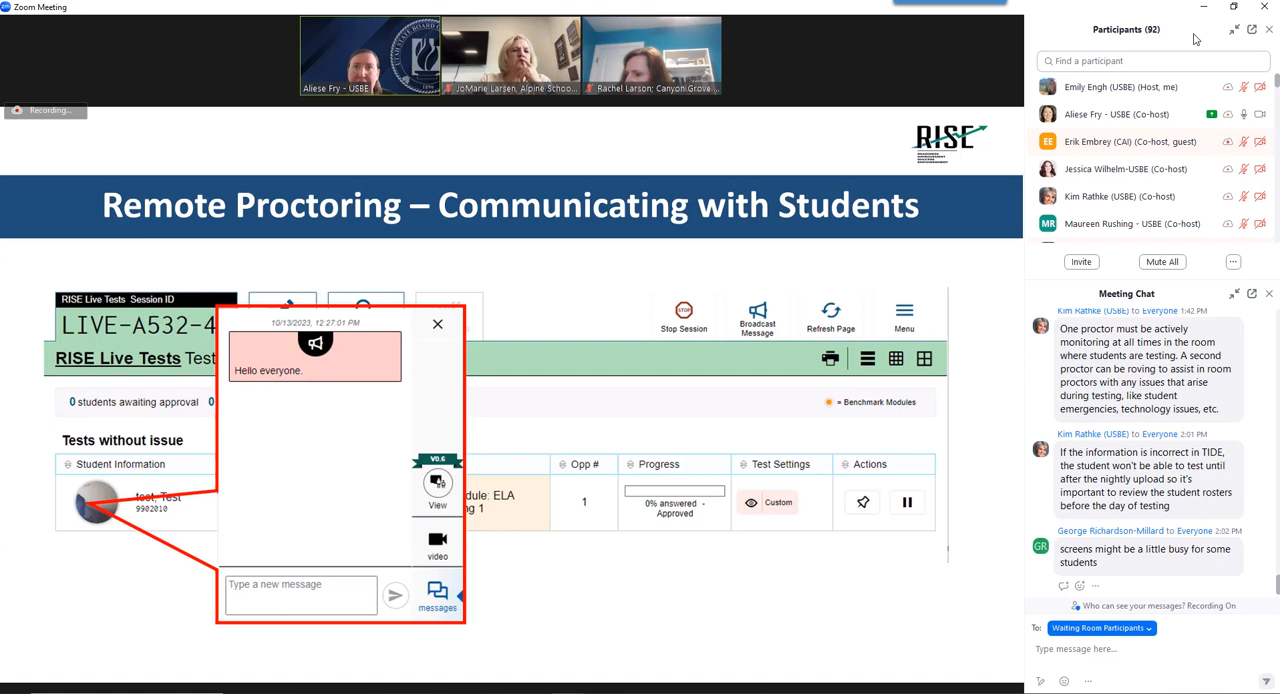 Zoom Meeting
Aliese Fry - USBE
JoMarie Larsen, Alpine Schoo...
Rachel Larson; Canyon Grove ...
Recording...
RISE
Remote Proctoring – Communicating with Students
RISE Live Tests Session ID
LIVE-A532-4
Stop Session
Broadcast
Message
Refresh Page
Menu
RISE Live Tests Test
10/13/2023, 12:27:01 PM
Hello everyone.
0 students awaiting approval 0
= Benchmark Modules
Tests without issue
Student Information
Opp #
Progress
Test Settings
Actions
test, Test
9902010
dule: ELA
g 1
1
0% answered -
Approved
Custom
V0.6
View
video
messages
Type a new message
Participants (92)
Find a participant
Emily Engh (USBE) (Host, me)
Aliese Fry - USBE (Co-host)
EE Erik Embrey (CAI) (Co-host, guest)
Jessica Wilhelm-USBE (Co-host)
Kim Rathke (USBE) (Co-host)
MR Maureen Rushing - USBE (Co-host)
Invite
Mute All
Meeting Chat
Kim Rathke (USBE) to Everyone 1:42 PM
One proctor must be actively
monitoring at all times in the room
where students are testing. A second
proctor can be roving to assist in room
proctors with any issues that arise
during testing, like student
emergencies, technology issues, etc.
Kim Rathke (USBE) to Everyone 2:01 PM
If the information is incorrect in TIDE,
the student won't be able to test until
after the nightly upload so it's
important to review the student rosters
before the day of testing
George Richardson-Millard to Everyone 2:02 PM
GR
screens might be a little busy for some
students
Who can see your messages? Recording On
To: Waiting Room Participants
Type message here...